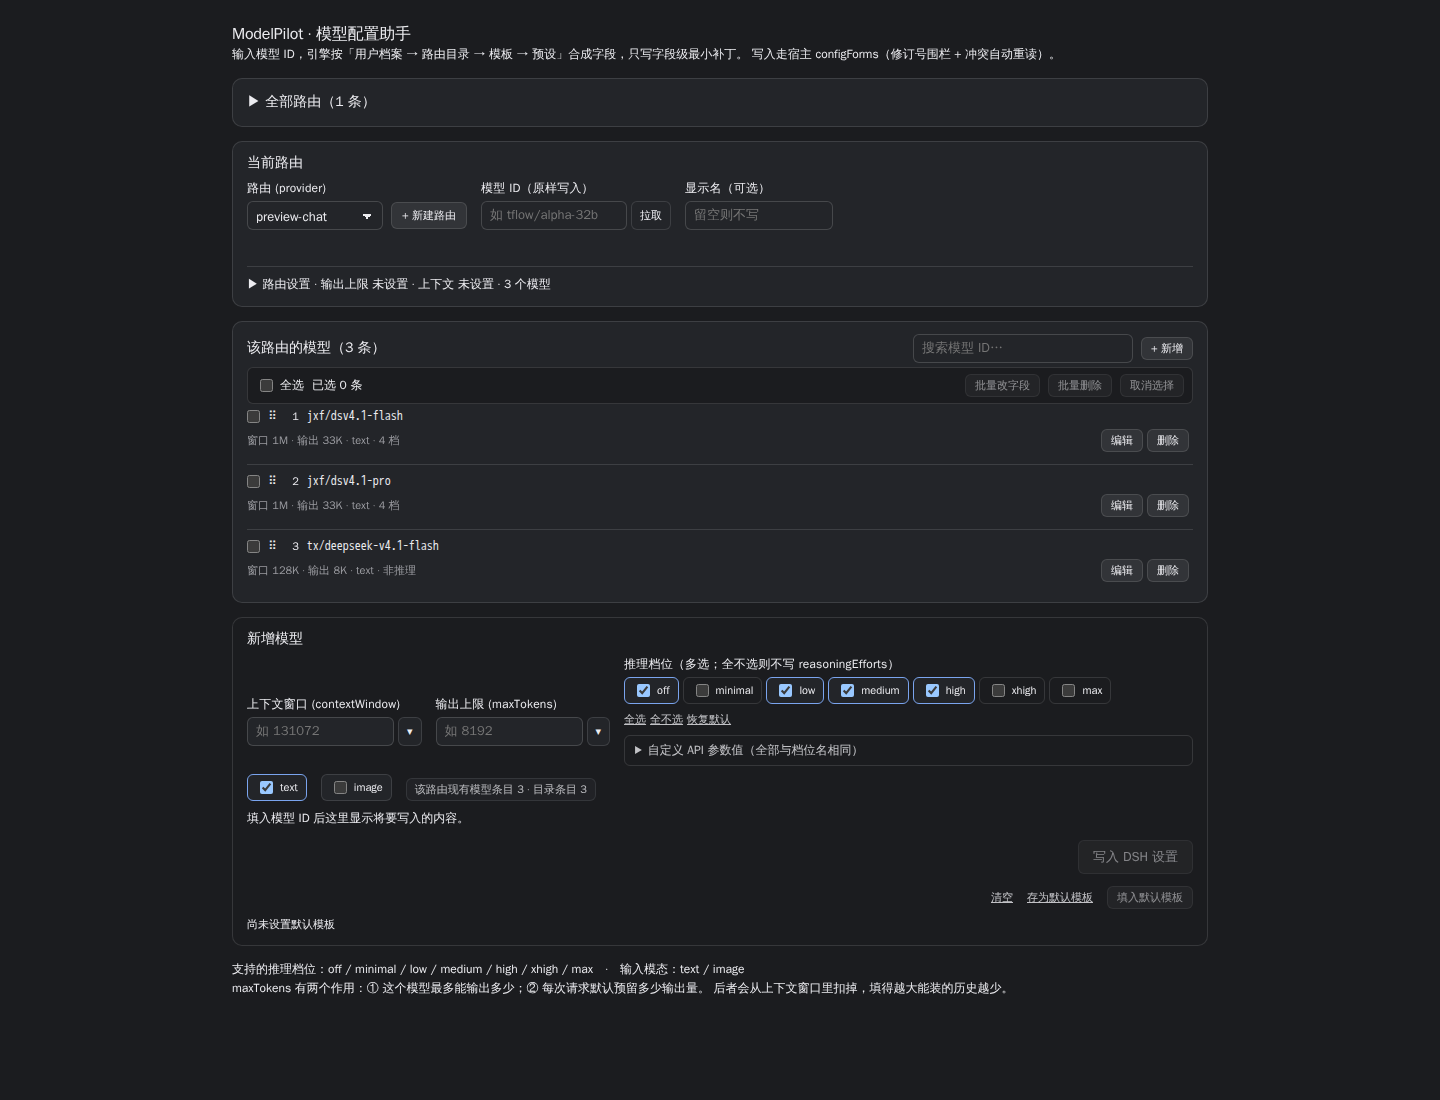 ModelPilot · 模型配置助手
输入模型 ID，引擎按「用户档案 → 路由目录 → 模板 → 预设」合成字段，只写字段级最小补丁。 写入走宿主 configForms（修订号围栏 + 冲突自动重读）。
▶ 全部路由（1 条）
当前路由
路由 (provider) 模型 ID（原样写入） 显示名（可选）
preview-chat + 新建路由 如 tflow/alpha-32b 拉取 留空则不写
▶ 路由设置 · 输出上限 未设置 · 上下文 未设置 · 3 个模型
该路由的模型（3 条） 搜索模型 ID… + 新增
全选 已选 0 条 批量改字段 批量删除 取消选择
1 jxf/dsv4.1-flash
窗口 1M · 输出 33K · text · 4 档 编辑 删除
2 jxf/dsv4.1-pro
窗口 1M · 输出 33K · text · 4 档 编辑 删除
3 tx/deepseek-v4.1-flash
窗口 128K · 输出 8K · text · 非推理 编辑 删除
新增模型
推理档位（多选；全不选则不写 reasoningEfforts）
off minimal low medium high xhigh max
上下文窗口 (contextWindow) 输出上限 (maxTokens)
全选 全不选 恢复默认
如 131072 ▼ 如 8192 ▼
▶ 自定义 API 参数值（全部与档位名相同）
text image 该路由现有模型条目 3 · 目录条目 3
填入模型 ID 后这里显示将要写入的内容。
写入 DSH 设置
清空 存为默认模板 填入默认模板
尚未设置默认模板
支持的推理档位：off / minimal / low / medium / high / xhigh / max · 输入模态：text / image
maxTokens 有两个作用：① 这个模型最多能输出多少；② 每次请求默认预留多少输出量。 后者会从上下文窗口里扣掉，填得越大能装的历史越少。